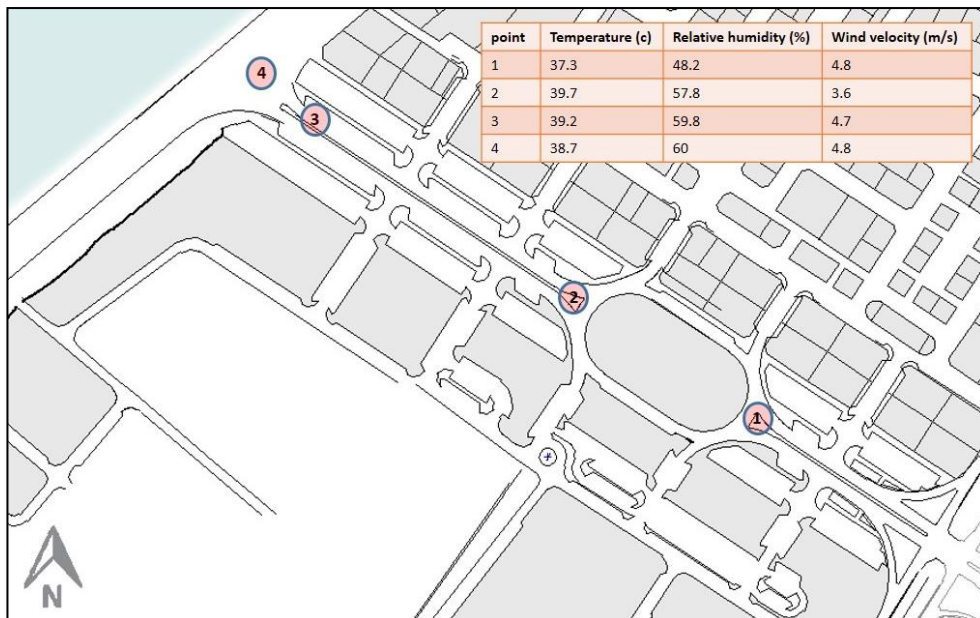 point Temperature (c) Relative humidity (%) Wind velocity (m/s)
1 37.3 48.2 4.8
2 39.7 57.8 3.6
3 39.2 59.8 4.7
4 38.7 60 4.8
4
3
2
1
N